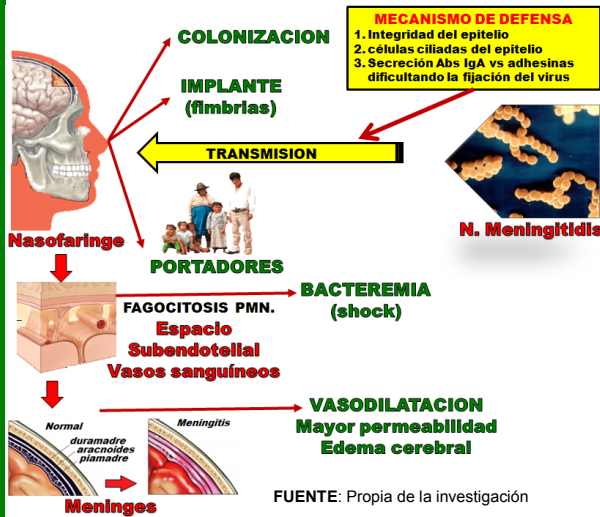 MECANISMO DE DEFENSA
1. Integridad del epitelio
2. células ciliadas del epitelio
3. Secreción Abs IgA vs adhesinas
dificultando la fijación del virus
COLONIZACION
IMPLANTE
(fimbrias)
TRANSMISION
N. Meningitidis
Nasofaringe
PORTADORES
FAGOCITOSIS PMN.
Espacio
Subendotelial
Vasos sanguíneos
BACTEREMIA
(shock)
Normal
duramadre
aracnoides
piamadre
Meningitis
Meninges
VASODILATACION
Mayor permeabilidad
Edema cerebral
FUENTE: Propia de la investigación